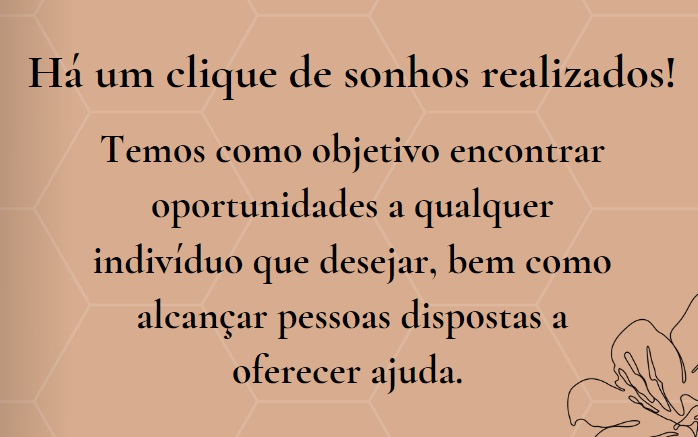 Há um clique de sonhos realizados!
Temos como objetivo encontrar
oportunidades a qualquer
indivíduo que desejar, bem como
alcançar pessoas dispostas a
oferecer ajuda.